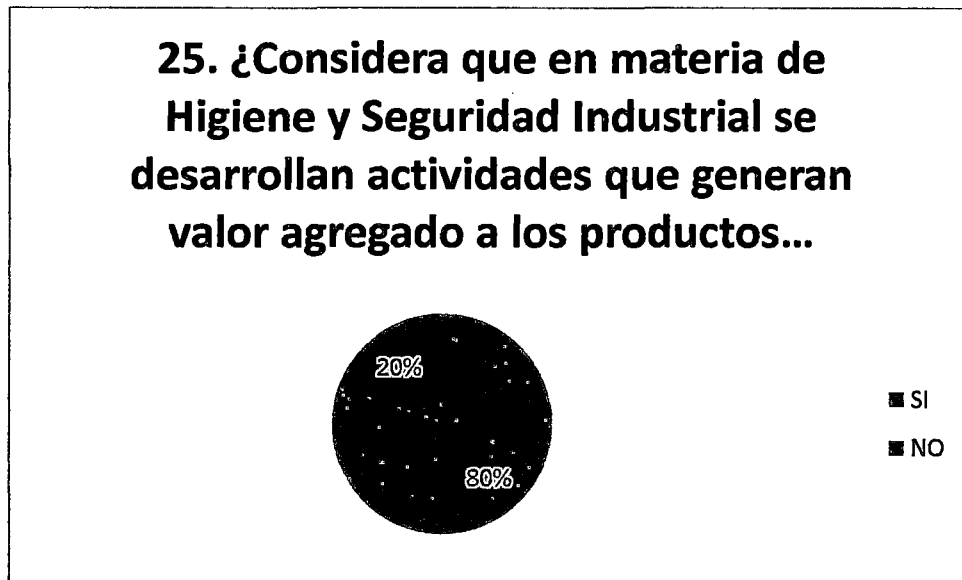 25. ¿Considera que en materia de
Higiene y Seguridad Industrial se
desarrollan actividades que generan
valor agregado a los productos...
20%
80%
SI
NO